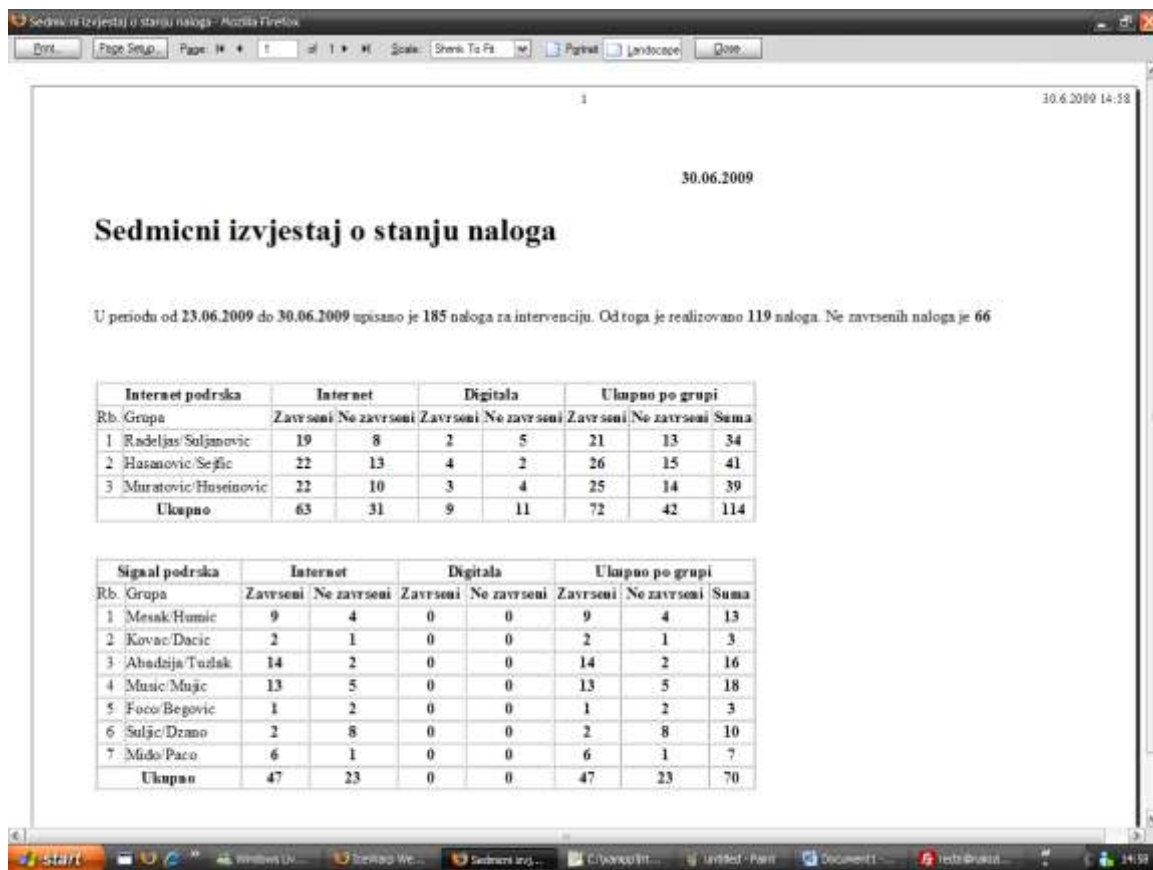 Sedmicni izvjestaj o stanju naloga - Mozilla Firefox
Print... Page Setup... Page: 1 of 1 Scale: Shrink To Fit Portrait Landscape Close
1 30.6.2009 14:58
30.06.2009
Sedmicni izvjestaj o stanju naloga
U periodu od 23.06.2009 do 30.06.2009 upisano je 185 naloga za intervenciju. Od toga je realizovano 119 naloga. Ne zavrsenih naloga je 66
Internet podrska Internet Digitala Ukupno po grupi
Rb. Grupa Zavrseni Ne zavrseni Zavrseni Ne zavrseni Zavrseni Ne zavrseni Suma
1 Radeljas/Suljanovic 19 8 2 5 21 13 34
2 Hasanovic/Sejfic 22 13 4 2 26 15 41
3 Muratovic/Huseinovic 22 10 3 4 25 14 39
Ukupno 63 31 9 11 72 42 114
Signal podrska Internet Digitala Ukupno po grupi
Rb. Grupa Zavrseni Ne zavrseni Zavrseni Ne zavrseni Zavrseni Ne zavrseni Suma
1 Mesak/Humic 9 4 0 0 9 4 13
2 Kovac/Dacic 2 1 0 0 2 1 3
3 Abadzija/Tuzlak 14 2 0 0 14 2 16
4 Music/Mujic 13 5 0 0 13 5 18
5 Foco/Begovic 1 2 0 0 1 2 3
6 Suljic/Dzano 2 8 0 0 2 8 10
7 Mido/Paco 6 1 0 0 6 1 7
Ukupno 47 23 0 0 47 23 70
start Windows Liv... Sedmicni izvj... untitled - Paint Document1 -... 14:58